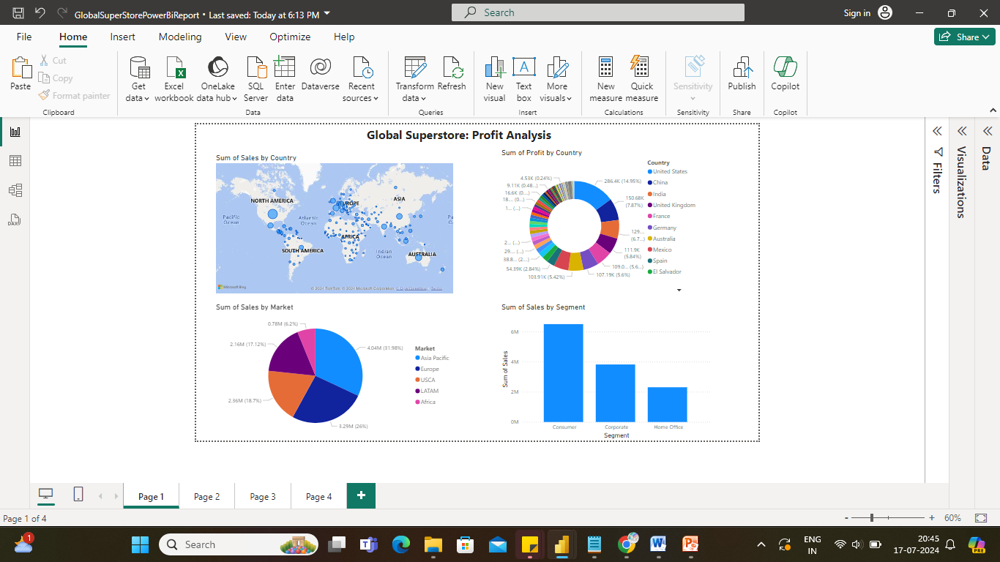 GlobalSuperStorePowerBiReport • Last saved: Today at 6:13 PM
Search
Sign in
File
Home
Insert
Modeling
View
Optimize
Help
Share
Paste
Cut
Copy
Format painter
Clipboard
Get data
Excel workbook
OneLake data hub
SQL Server
Enter data
Dataverse
Recent sources
Data
Transform data
Refresh
Queries
New visual
Text box
More visuals
Insert
New measure
Quick measure
Calculations
Sensitivity
Sensitivity
Publish
Share
Copilot
Copilot
Global Superstore: Profit Analysis
Sum of Sales by Country
NORTH AMERICA
EUROPE
ASIA
Pacific Ocean
Atlantic Ocean
AFRICA
SOUTH AMERICA
Indian Ocean
AUSTRALIA
Microsoft Bing
© 2024 TomTom, © 2024 Microsoft Corporation, © OpenStreetMap, Terms
Sum of Profit by Country
4.53K (0.24%)
9.11K (0.48...)
16.6K (0....)
18.... (0...)
1... (...)
2... (...)
29.... (...)
38.8... (2...)
54.39K (2.84%)
103.91K (5.42%)
107.19K (5.6%)
109.0... (5.6...)
111.9K (5.84%)
129.... (6.7...)
150.68K (7.87%)
286.4K (14.95%)
Country
United States
China
India
United Kingdom
France
Germany
Australia
Mexico
Spain
El Salvador
Sum of Sales by Market
0.78M (6.2%)
2.16M (17.12%)
2.36M (18.7%)
3.29M (26%)
4.04M (31.98%)
Market
Asia Pacific
Europe
USCA
LATAM
Africa
Sum of Sales by Segment
Sum of Sales
6M
4M
2M
0M
Consumer
Corporate
Home Office
Segment
Filters
Visualizations
Data
DAX
Page 1
Page 2
Page 3
Page 4
+
Page 1 of 4
- + 60%
1
Search
ENG
IN
20:45
17-07-2024
PRE